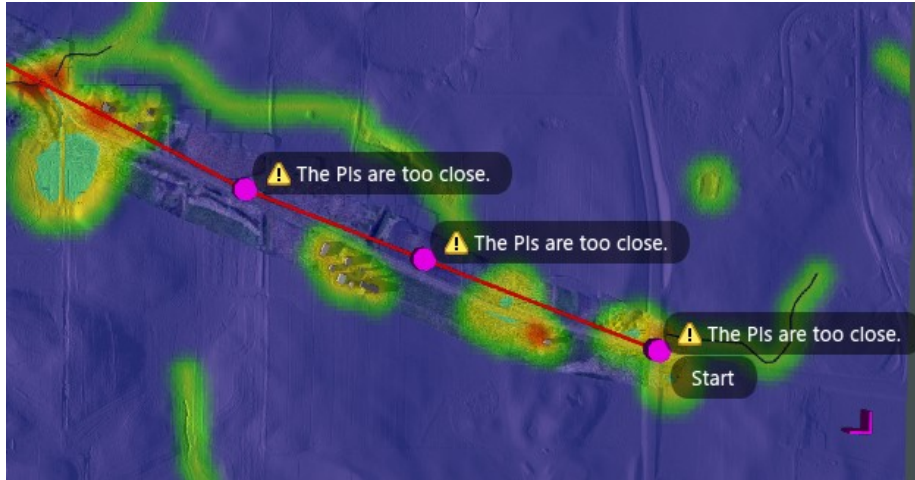 The PIs are too close.
The PIs are too close.
The PIs are too close.
Start